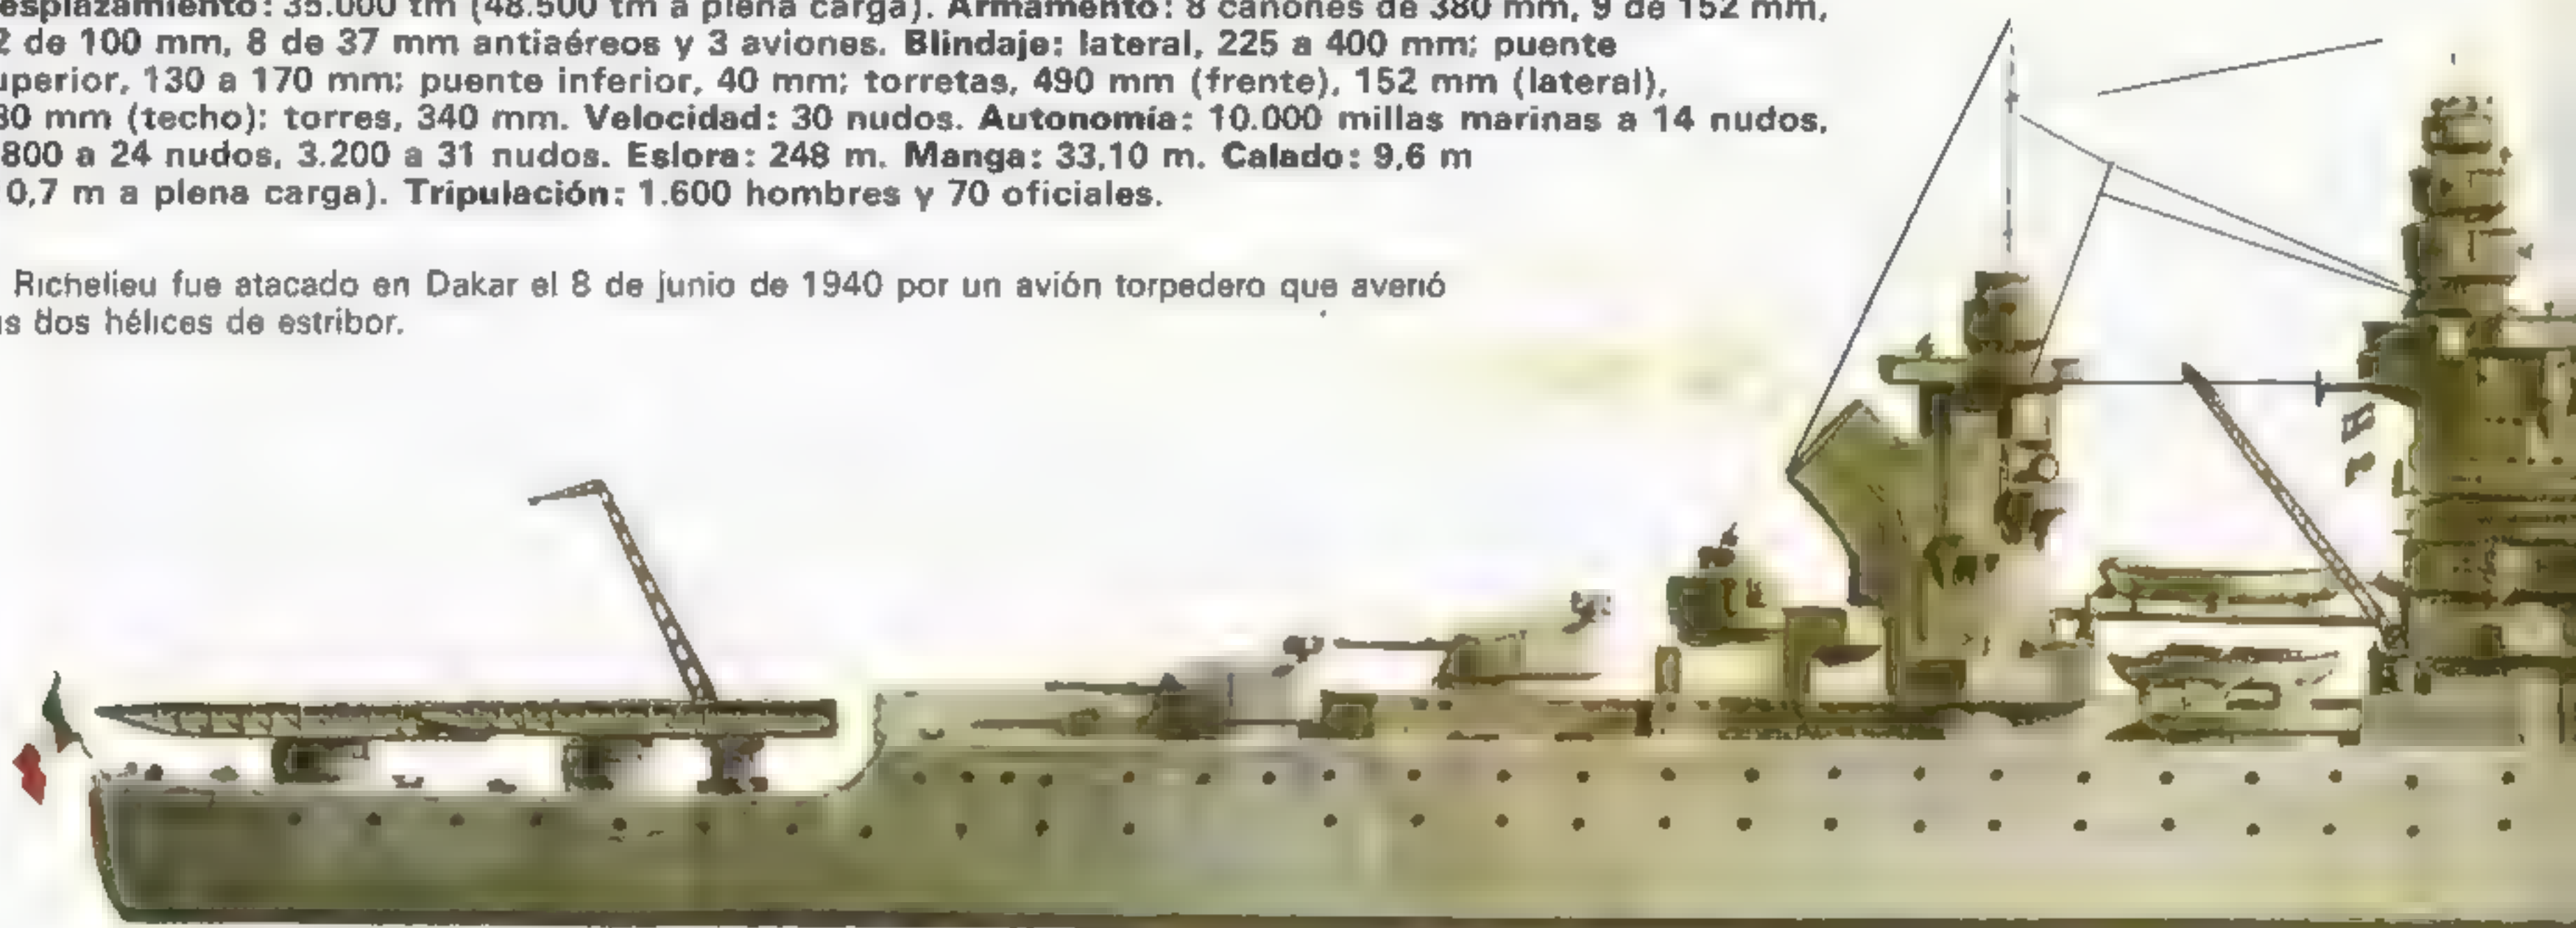 esplazamiento: 35.000 tm (48.500 tm a plena carga). Armamento: 8 cañones de 380 mm, 9 de 152 mm,
2 de 100 mm, 8 de 37 mm antiaéreos y 3 aviones. Blindaje: lateral, 225 a 400 mm; puente
uperior, 130 a 170 mm; puente inferior, 40 mm; torretas, 490 mm (frente), 152 mm (lateral),
80 mm (techo); torres, 340 mm. Velocidad: 30 nudos. Autonomía: 10.000 millas marinas a 14 nudos,
800 a 24 nudos, 3.200 a 31 nudos. Eslora: 248 m. Manga: 33,10 m. Calado: 9,6 m
0,7 m a plena carga). Tripulación: 1.600 hombres y 70 oficiales.
Richelieu fue atacado en Dakar el 8 de junio de 1940 por un avión torpedero que averió
us dos hélices de estribor.